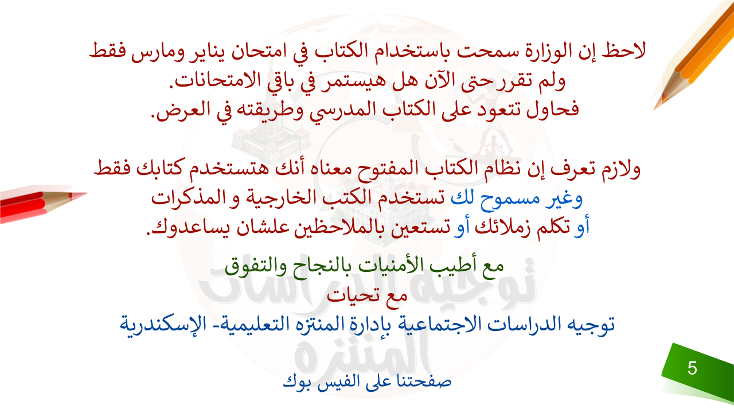 لاحظ إن الوزارة سمحت باستخدام الكتاب في امتحان يناير ومارس فقط
ولم تقرر حتى الآن هل هيستمر في باقي الامتحانات.
فحاول تتعود على الكتاب المدرسي وطريقته في العرض.
ولازم تعرف إن نظام الكتاب المفتوح معناه أنك هتستخدم كتابك فقط
وغير مسموح لك تستخدم الكتب الخارجية و المذكرات
أو تكلم زملائك أو تستعين بالملاحظين علشان يساعدوك.
مع أطيب الأمنيات بالنجاح والتفوق
مع تحيات
توجيه الدراسات الاجتماعية بإدارة المنتزه التعليمية- الإسكندرية
صفحتنا على الفيس بوك
5
توجيه الدراسات
المنتزه